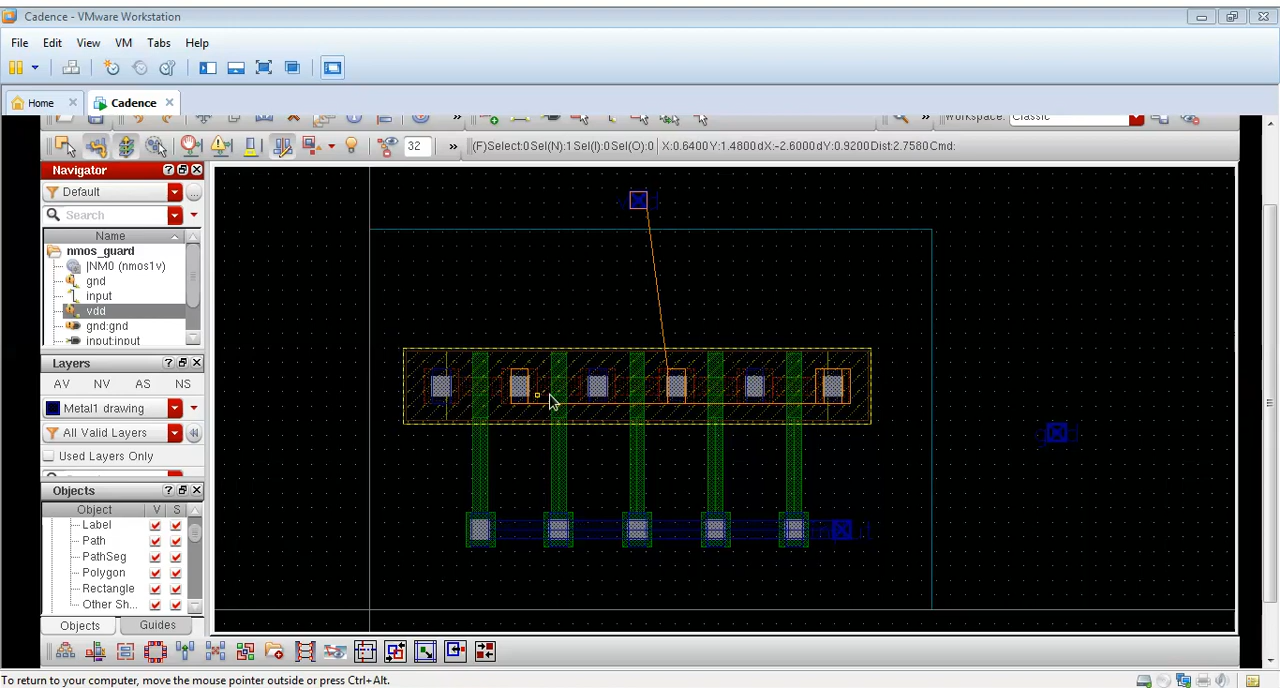 Cadence - VMware Workstation
File Edit View VM Tabs Help
Home Cadence
Workspace: Classic
32 » (F)Select:0 Sel(N):1 Sel(I):0 Sel(O):0 X:0.6400 Y:1.4800 dX:-2.6000 dY:0.9200 Dist:2.7580 Cmd:
Navigator
Default
Search
Name
nmos_guard
|NM0 (nmos1v)
gnd
input
vdd
gnd:gnd
input:input
Layers
AV NV AS NS
Metal1 drawing
All Valid Layers
Used Layers Only
Objects
Object V S
Label
Path
PathSeg
Polygon
Rectangle
Other Sh...
Objects Guides
To return to your computer, move the mouse pointer outside or press Ctrl+Alt.